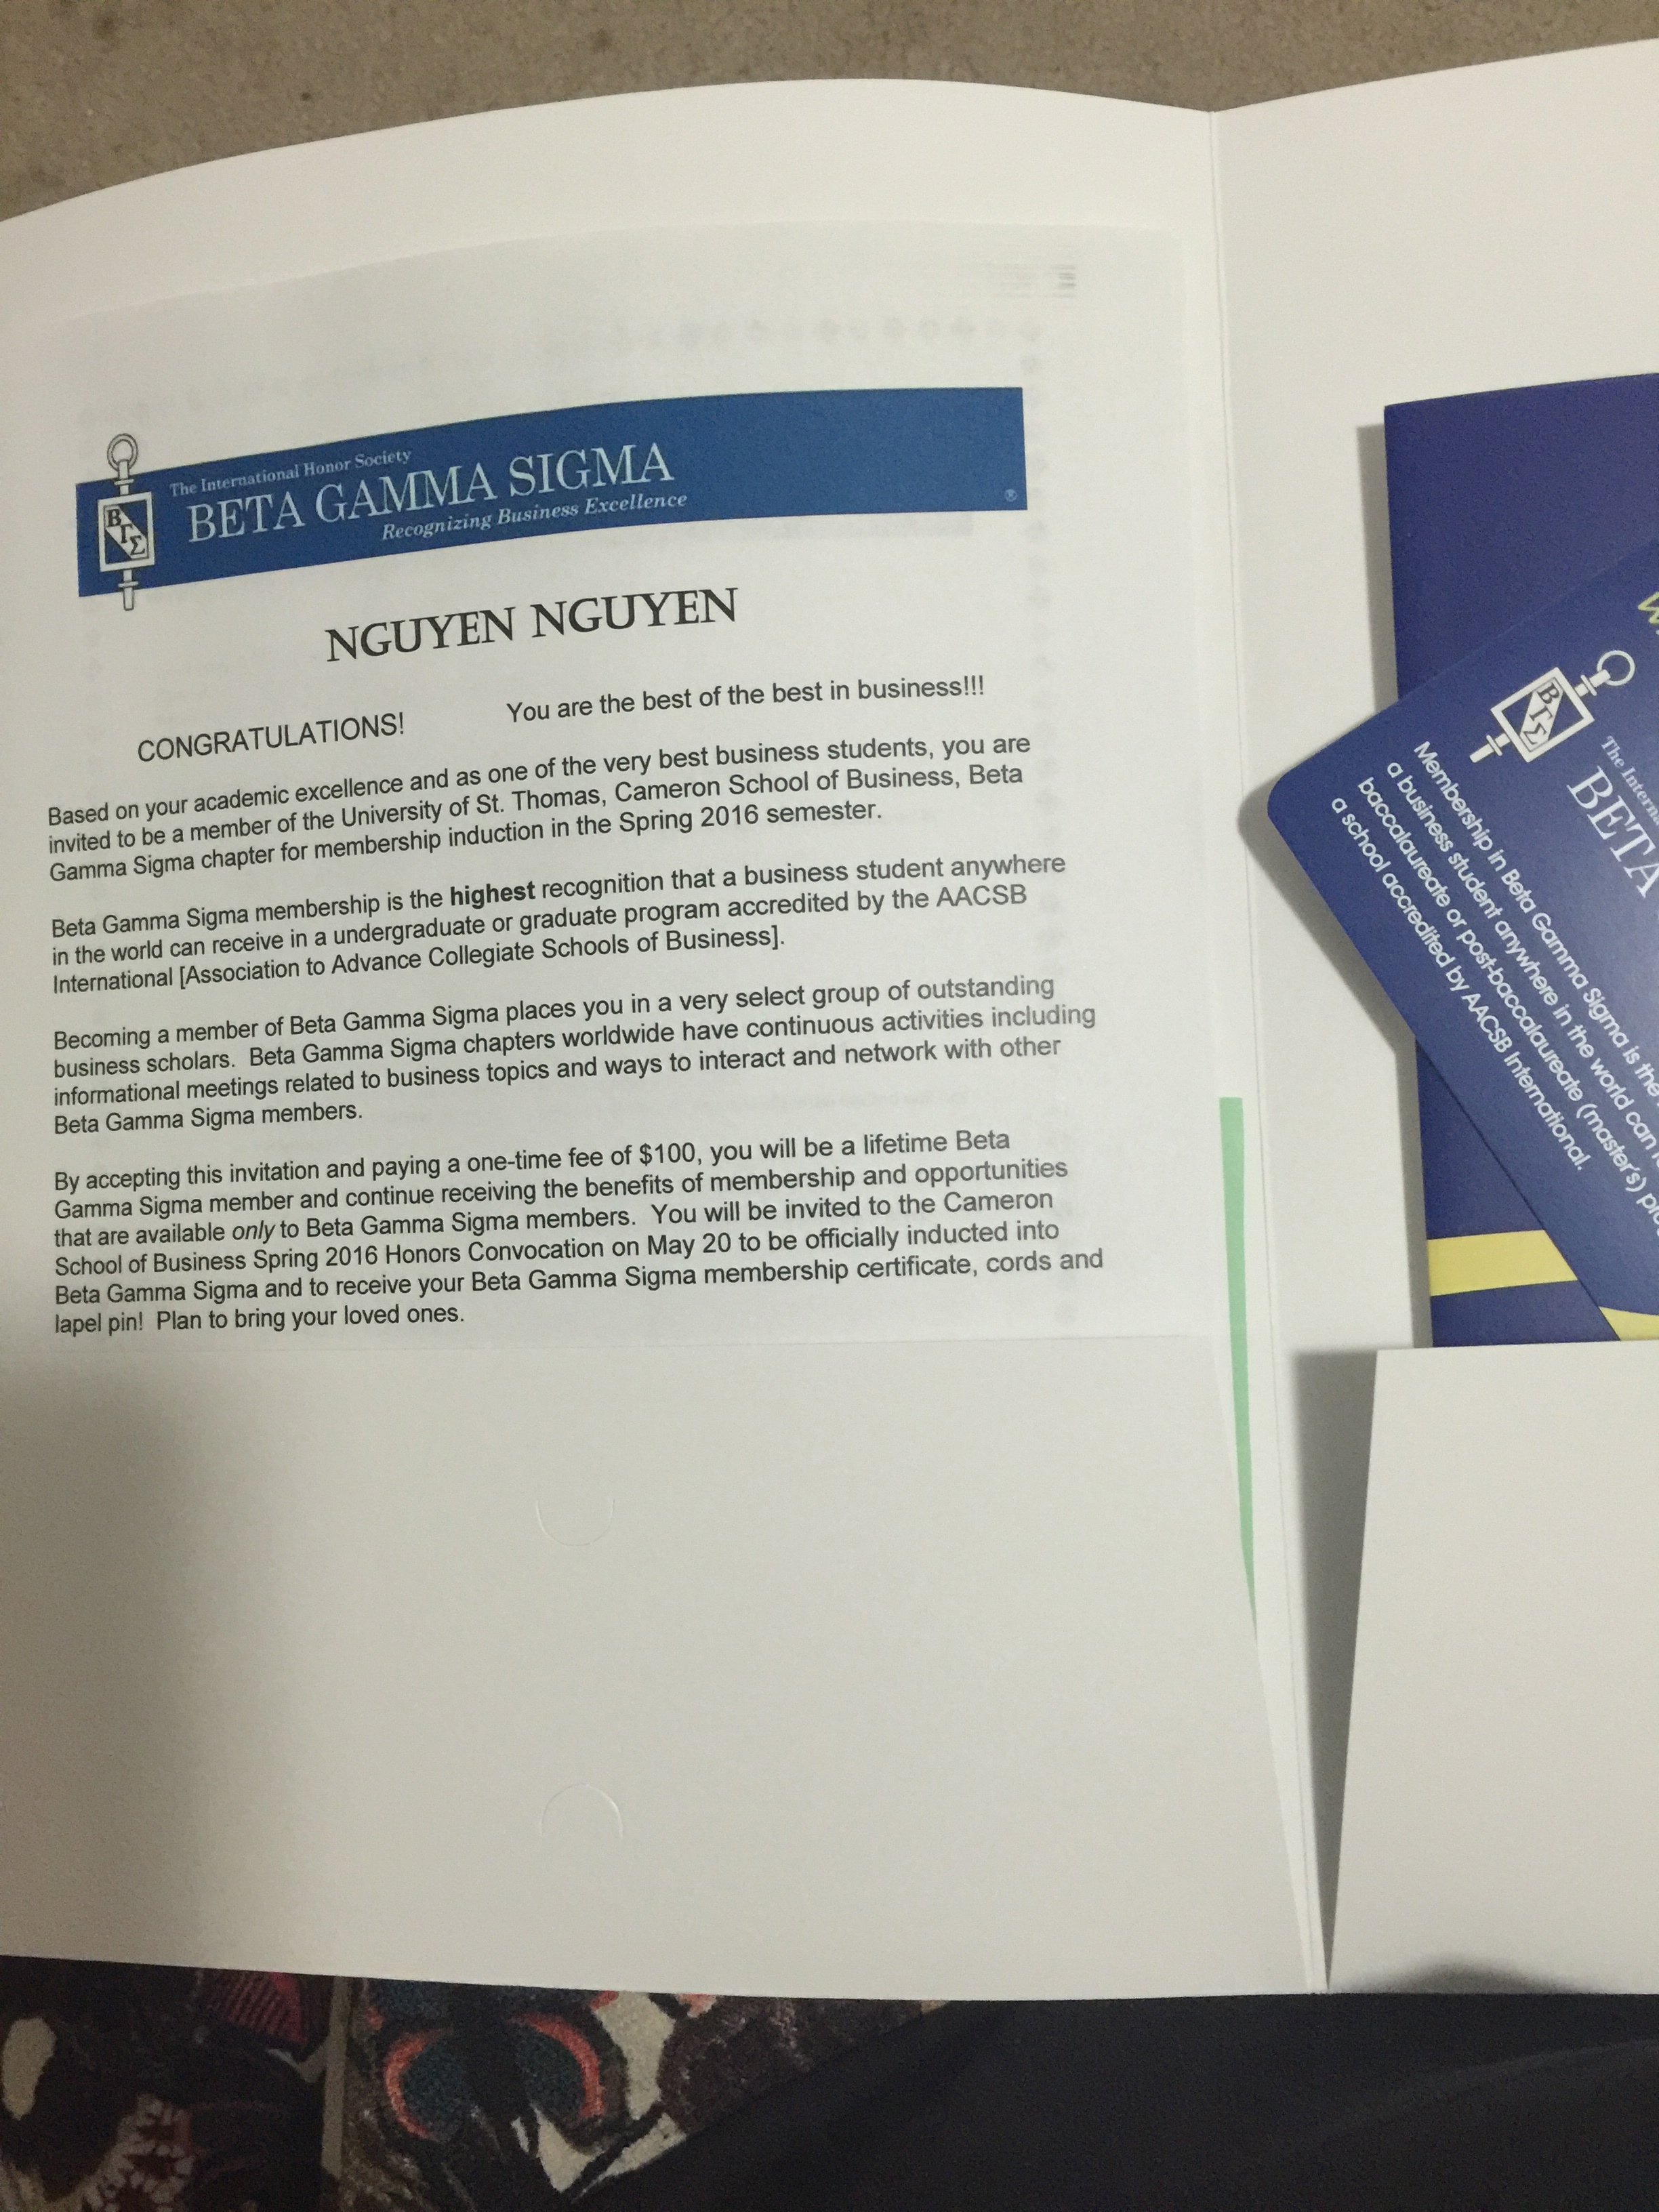 The International Honor Society
BETA GAMMA SIGMA
Recognizing Business Excellence
®
ΒΓΣ
NGUYEN NGUYEN
CONGRATULATIONS! You are the best of the best in business!!!
Based on your academic excellence and as one of the very best business students, you are
invited to be a member of the University of St. Thomas, Cameron School of Business, Beta
Gamma Sigma chapter for membership induction in the Spring 2016 semester.
Beta Gamma Sigma membership is the highest recognition that a business student anywhere
in the world can receive in a undergraduate or graduate program accredited by the AACSB
International [Association to Advance Collegiate Schools of Business].
Becoming a member of Beta Gamma Sigma places you in a very select group of outstanding
business scholars. Beta Gamma Sigma chapters worldwide have continuous activities including
informational meetings related to business topics and ways to interact and network with other
Beta Gamma Sigma members.
By accepting this invitation and paying a one-time fee of $100, you will be a lifetime Beta
Gamma Sigma member and continue receiving the benefits of membership and opportunities
that are available only to Beta Gamma Sigma members. You will be invited to the Cameron
School of Business Spring 2016 Honors Convocation on May 20 to be officially inducted into
Beta Gamma Sigma and to receive your Beta Gamma Sigma membership certificate, cords and
lapel pin! Plan to bring your loved ones.
ΒΓΣ
The
BETA
Membership in Beta Gamma Sigma is the
a business student anywhere in the world can
baccalaureate or post-baccalaureate (master's)
a school accredited by AACSB International.